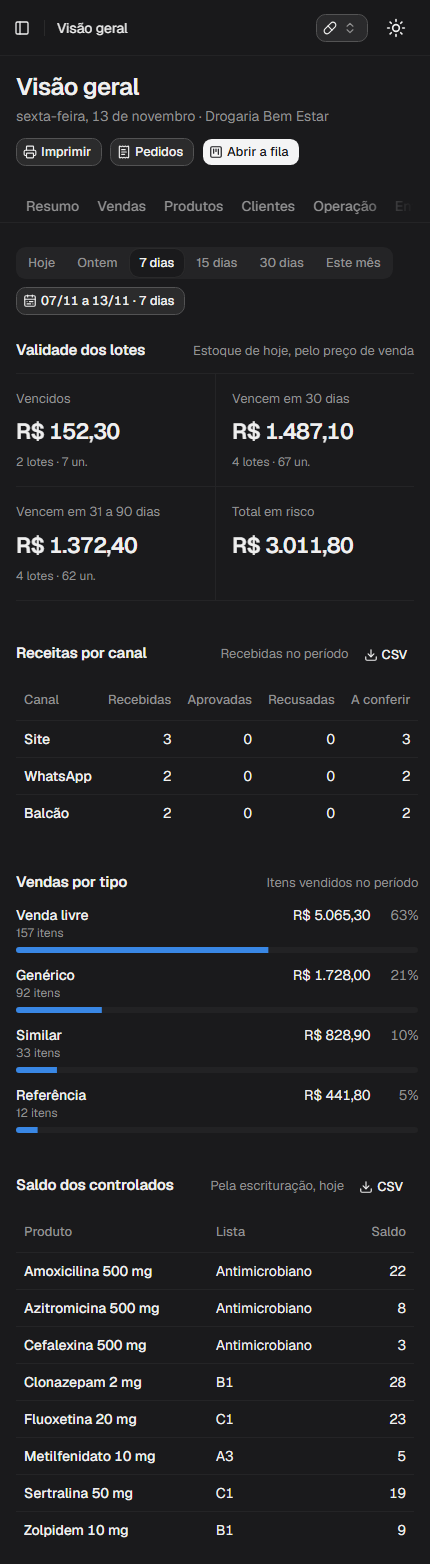 Visão geral
Visão geral
sexta-feira, 13 de novembro · Drogaria Bem Estar
Imprimir Pedidos Abrir a fila
Resumo Vendas Produtos Clientes Operação
Hoje Ontem 7 dias 15 dias 30 dias Este mês
07/11 a 13/11 · 7 dias
Validade dos lotes Estoque de hoje, pelo preço de venda
Vencidos Vencem em 30 dias
R$ 152,30 R$ 1.487,10
2 lotes · 7 un. 4 lotes · 67 un.
Vencem em 31 a 90 dias Total em risco
R$ 1.372,40 R$ 3.011,80
4 lotes · 62 un.
Receitas por canal Recebidas no período CSV
Canal Recebidas Aprovadas Recusadas A conferir
Site 3 0 0 3
WhatsApp 2 0 0 2
Balcão 2 0 0 2
Vendas por tipo Itens vendidos no período
Venda livre R$ 5.065,30 63%
157 itens
Genérico R$ 1.728,00 21%
92 itens
Similar R$ 828,90 10%
33 itens
Referência R$ 441,80 5%
12 itens
Saldo dos controlados Pela escrituração, hoje CSV
Produto Lista Saldo
Amoxicilina 500 mg Antimicrobiano 22
Azitromicina 500 mg Antimicrobiano 8
Cefalexina 500 mg Antimicrobiano 3
Clonazepam 2 mg B1 28
Fluoxetina 20 mg C1 23
Metilfenidato 10 mg A3 5
Sertralina 50 mg C1 19
Zolpidem 10 mg B1 9